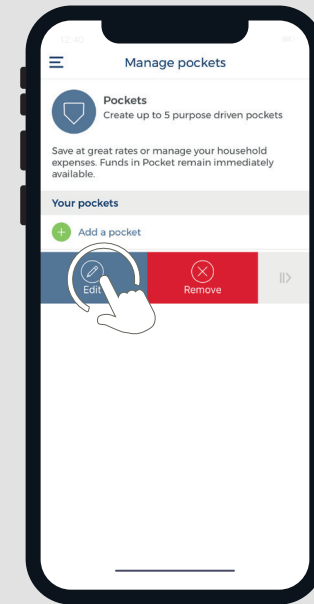 12:40
Manage pockets
Pockets
Create up to 5 purpose driven pockets
Save at great rates or manage your household
expenses. Funds in Pocket remain immediately
available.
Your pockets
Add a pocket
Edit
Remove